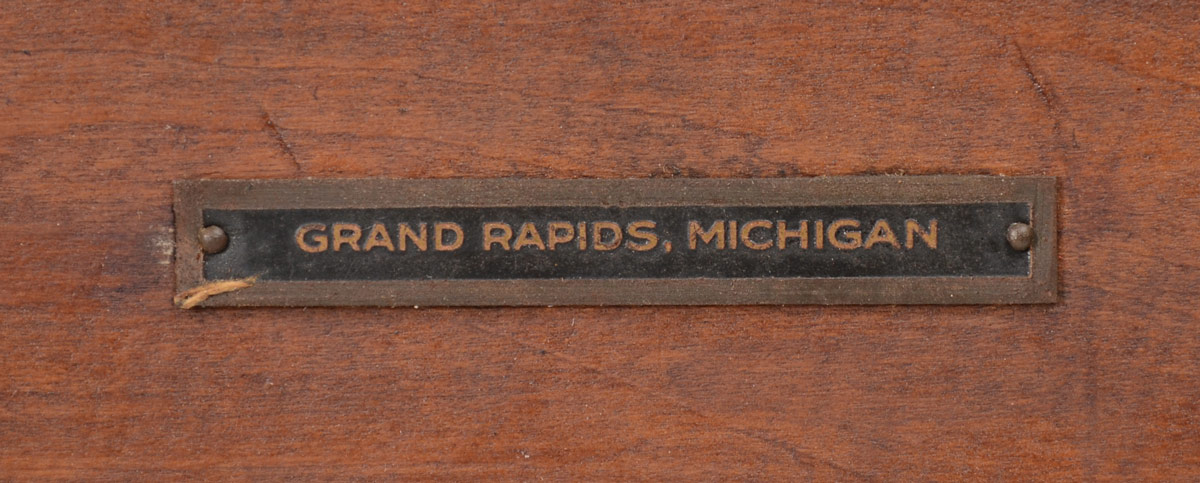 GRAND RAPIDS, MICHIGAN